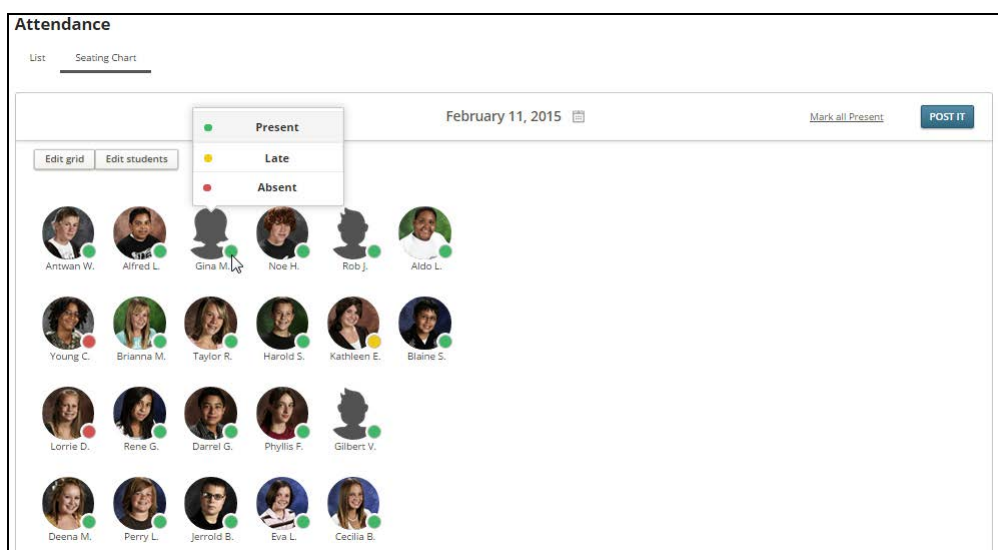 Attendance
List Seating Chart
February 11, 2015 Mark all Present POST IT
Present
Late
Absent
Edit grid Edit students
Antwan W. Alfred L. Gina M. Noe H. Rob J. Aldo L.
Young C. Brianna M. Taylor R. Harold S. Kathleen E. Blaine S.
Lorrie D. Rene G. Darrel G. Phyllis F. Gilbert V.
Deena M. Perry L. Jerrold B. Eva L. Cecilia B.